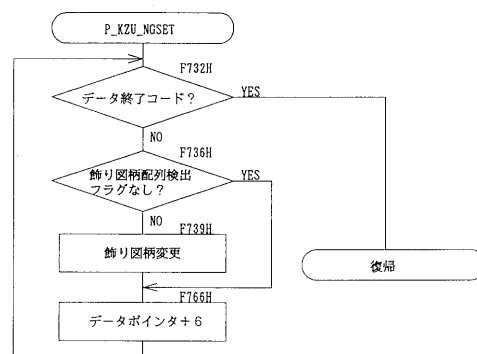 P_KZU_NGSET
F732H
データ終了コード?
YES
NO
F736H
飾り図柄配列検出
フラグなし?
YES
NO
F739H
飾り図柄変更
復帰
F766H
データポインタ+6